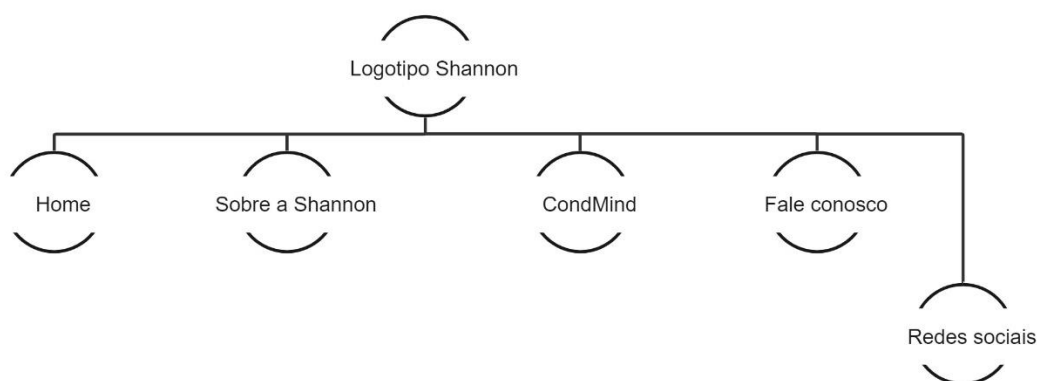 Logotipo Shannon
Home
Sobre a Shannon
CondMind
Fale conosco
Redes sociais